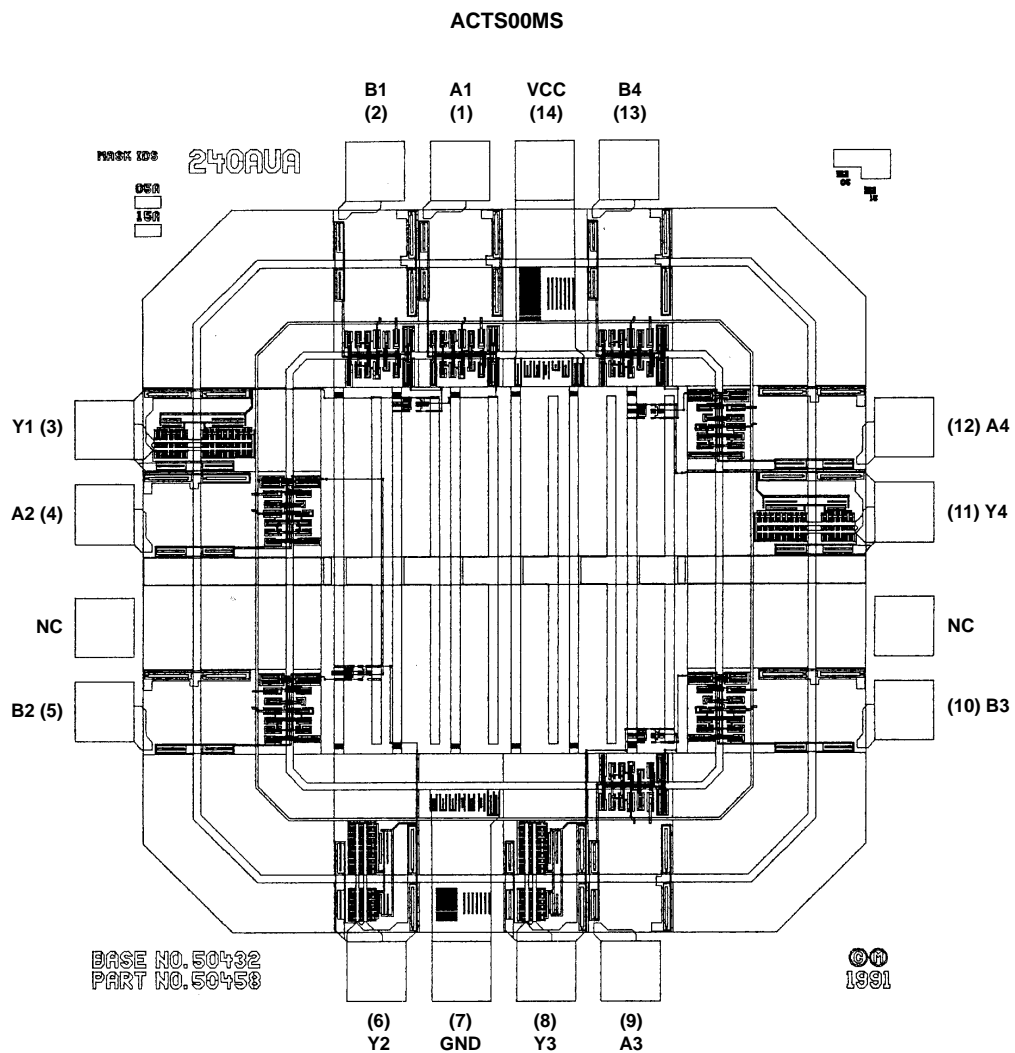 ACTS00MS
B1 A1 VCC B4
(2) (1) (14) (13)
MASK IDS
240AUA
05A
15A
Y1 (3)
(12) A4
A2 (4)
(11) Y4
NC
NC
B2 (5)
(10) B3
BASE NO. 50432
PART NO. 50458
C M
1991
(6) (7) (8) (9)
Y2 GND Y3 A3